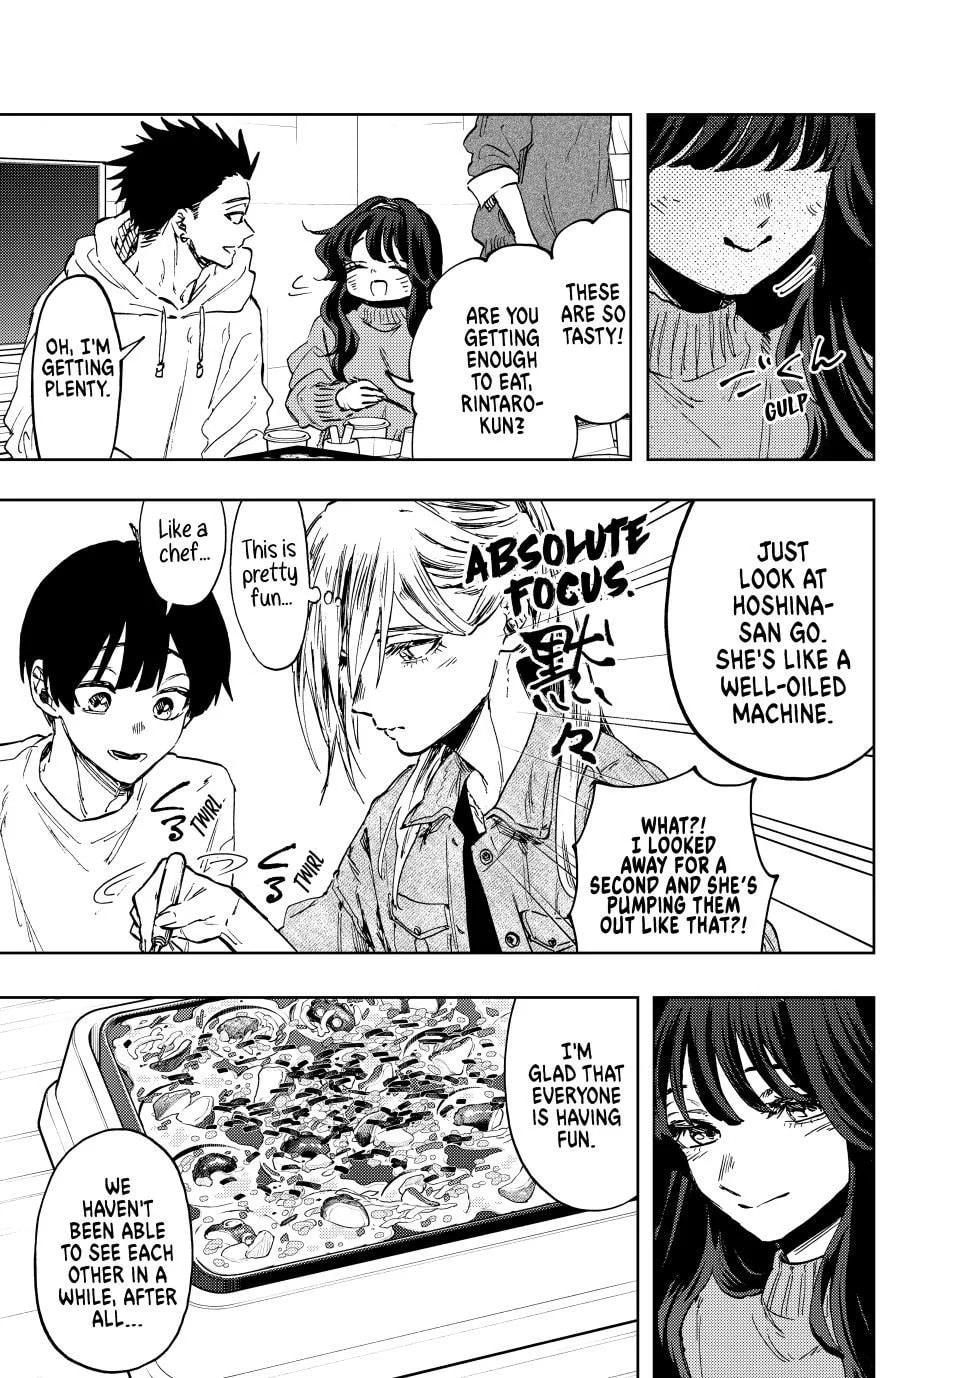 ごくん
GULP
THESE
ARE SO
TASTY!
ARE YOU
GETTING
ENOUGH
TO EAT,
RINTARO-
KUN?
OH, I'M
GETTING
PLENTY.
JUST
LOOK AT
HOSHINA-
SAN GO.
SHE'S LIKE A
WELL-OILED
MACHINE.
WHAT?!
I LOOKED
AWAY FOR A
SECOND AND SHE'S
PUMPING THEM
OUT LIKE THAT?!
ABSOLUTE
FOCUS.
黙々
This is
pretty
fun...
Like a
chef...
くる
TWIRL
くる
TWIRL
I'M
GLAD THAT
EVERYONE
IS HAVING
FUN.
WE
HAVEN'T
BEEN ABLE
TO SEE EACH
OTHER IN A
WHILE, AFTER
ALL...